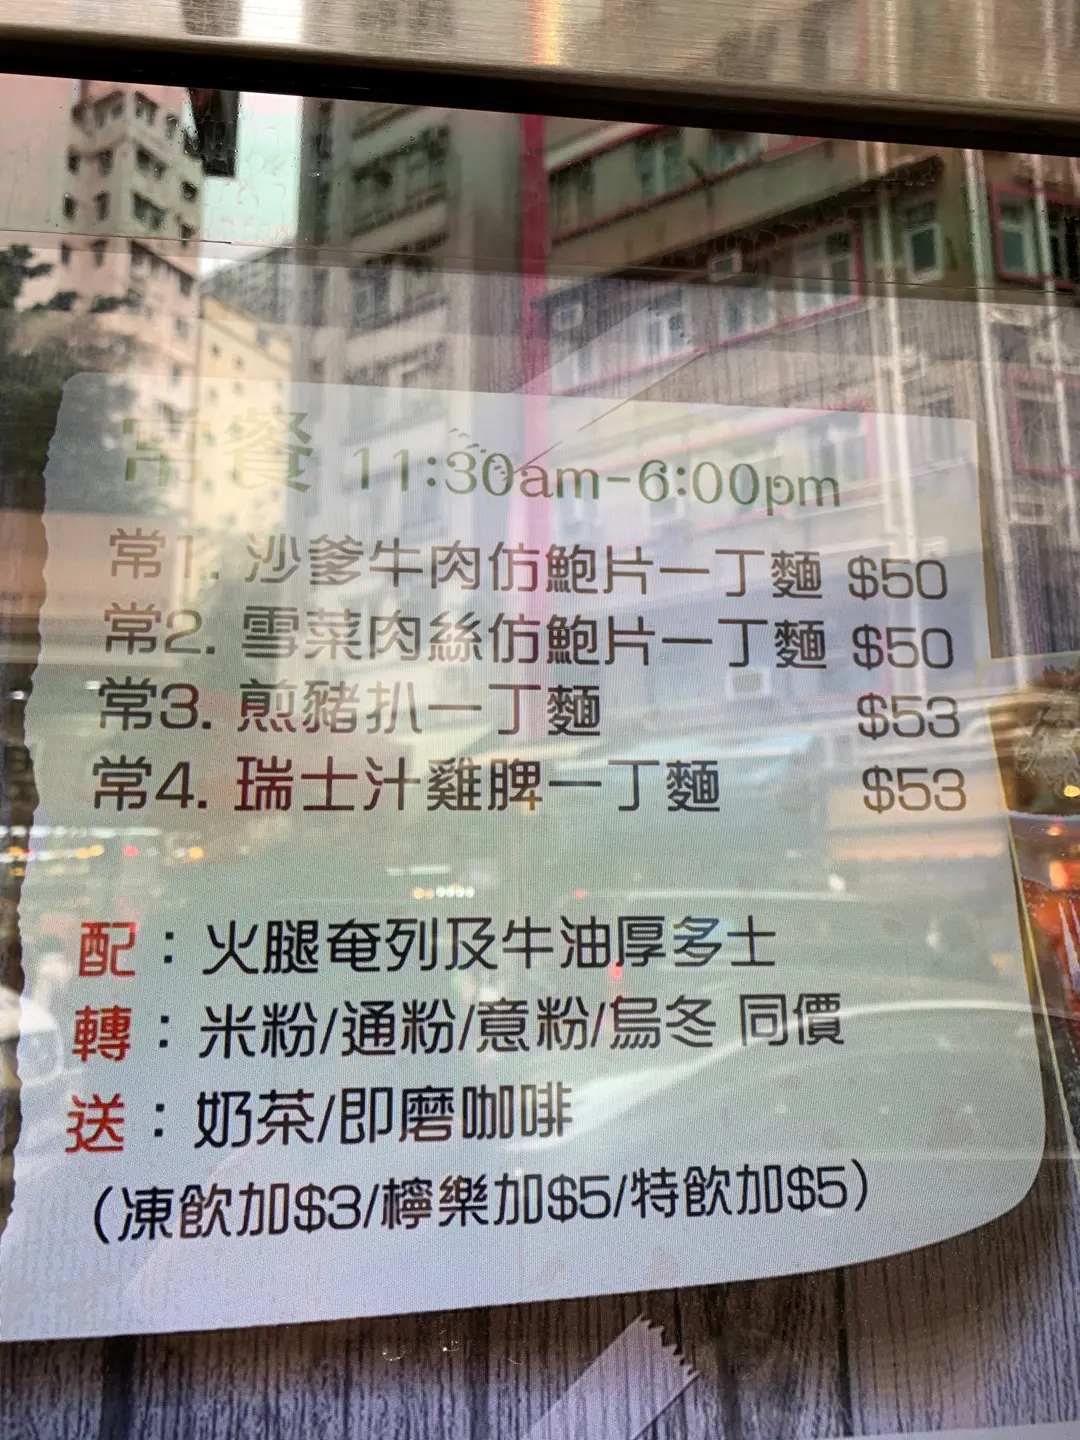 常餐 11:30am-6:00pm
常1. 沙爹牛肉仿鮑片一丁麵 $50
常2. 雪菜肉絲仿鮑片一丁麵 $50
常3. 煎豬扒一丁麵 $53
常4. 瑞士汁雞脾一丁麵 $53
配：火腿奄列及牛油厚多士
轉：米粉/通粉/意粉/烏冬 同價
送：奶茶/即磨咖啡
（凍飲加$3/檸樂加$5/特飲加$5）